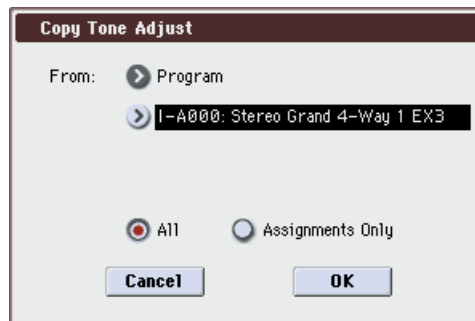 Copy Tone Adjust
From: Program
I-A000: Stereo Grand 4-Way 1 EX3
All Assignments Only
Cancel OK